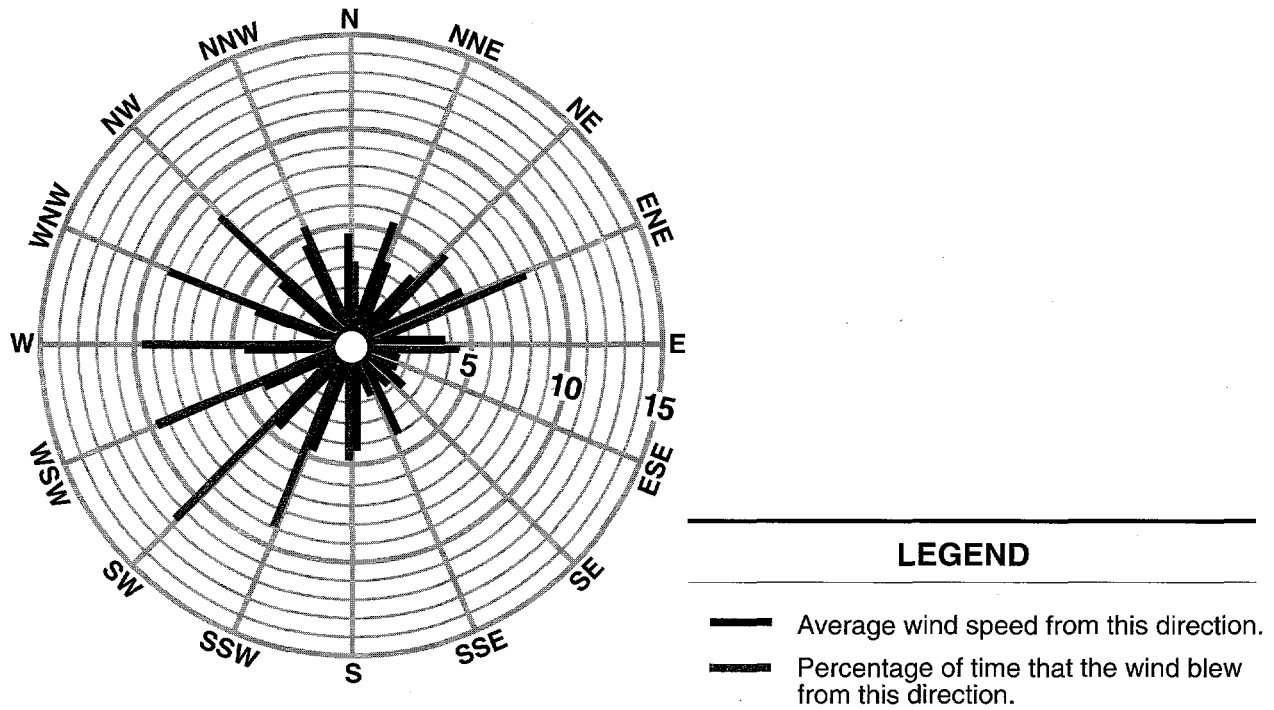 N
NNW
NNE
NW
NE
WNW
ENE
W
E
5
10
15
WSW
ESE
SW
SE
SSW
SSE
S
LEGEND
Average wind speed from this direction.
Percentage of time that the wind blew
from this direction.